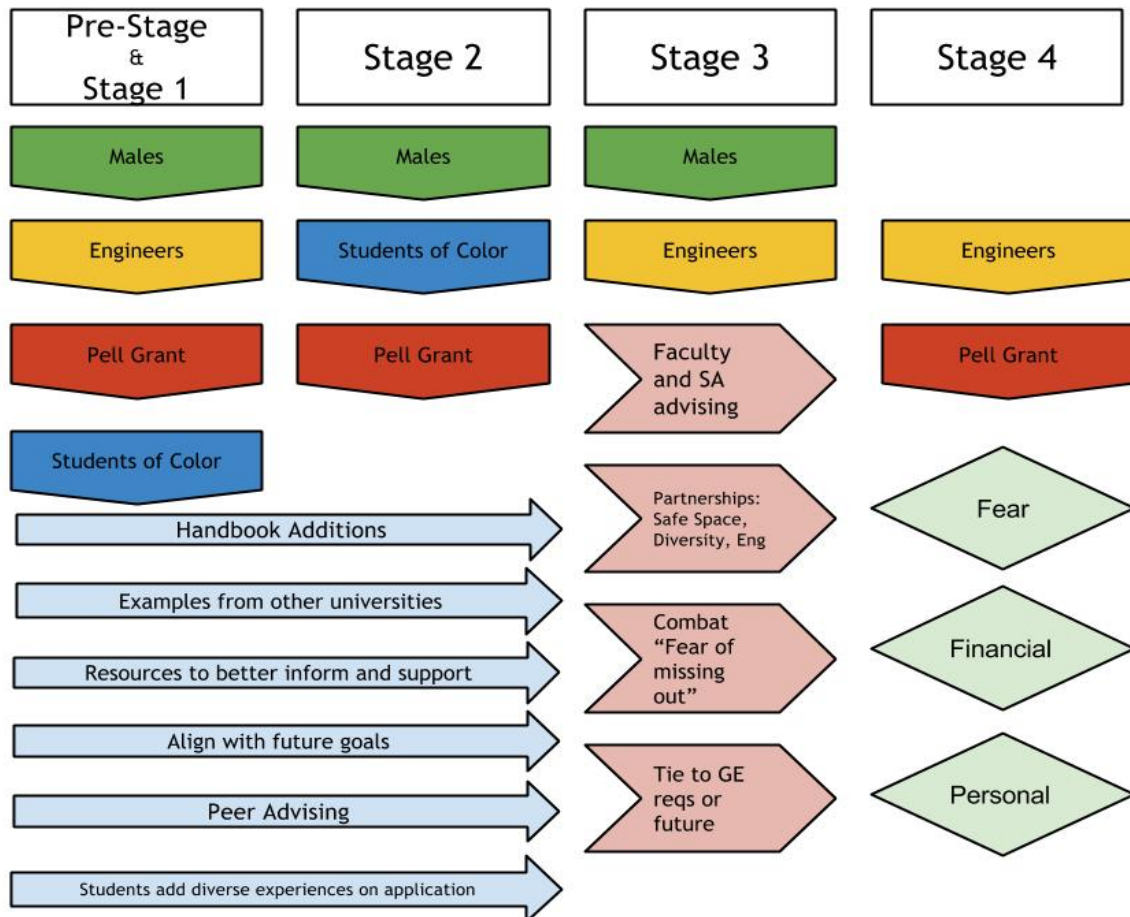 Pre-Stage
&
Stage 1
Stage 2
Stage 3
Stage 4
Males
Males
Males
Engineers
Students of Color
Engineers
Engineers
Pell Grant
Pell Grant
Faculty
and SA
advising
Pell Grant
Students of Color
Partnerships:
Safe Space,
Diversity, Eng
Fear
Handbook Additions
Examples from other universities
Combat
“Fear of
missing
out”
Financial
Resources to better inform and support
Align with future goals
Tie to GE
reqs or
future
Personal
Peer Advising
Students add diverse experiences on application